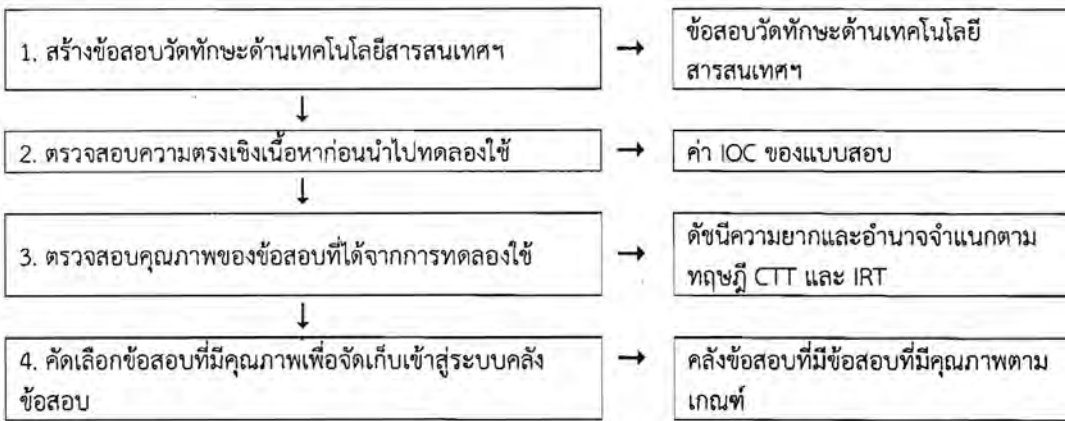 1. สร้างข้อสอบวัดทักษะด้านเทคโนโลยีสารสนเทศฯ
→
ข้อสอบวัดทักษะด้านเทคโนโลยี
สารสนเทศฯ
↓
2. ตรวจสอบความตรงเชิงเนื้อหาก่อนนำไปทดลองใช้
→
ค่า IOC ของแบบสอบ
↓
3. ตรวจสอบคุณภาพของข้อสอบที่ได้จากการทดลองใช้
→
ดัชนีความยากและอำนาจจำแนกตาม
ทฤษฎี CTT และ IRT
↓
4. คัดเลือกข้อสอบที่มีคุณภาพเพื่อจัดเก็บเข้าสู่ระบบคลัง
ข้อสอบ
→
คลังข้อสอบที่มีข้อสอบที่มีคุณภาพตาม
เกณฑ์